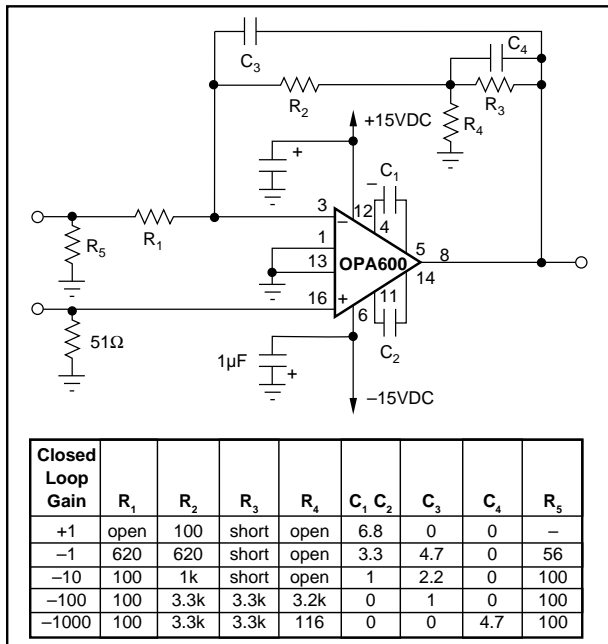 C4
C3
R2
R3
R4
+15VDC
+
– C1
3
12
4
–
R5
R1
1
5
8
13
OPA600
14
16
+
11
6
51Ω
C2
1µF
+
–15VDC
Closed Loop Gain R1 R2 R3 R4 C1 C2 C3 C4 R5
+1 open 100 short open 6.8 0 0 –
–1 620 620 short open 3.3 4.7 0 56
–10 100 1k short open 1 2.2 0 100
–100 100 3.3k 3.3k 3.2k 0 1 0 100
–1000 100 3.3k 3.3k 116 0 0 4.7 100